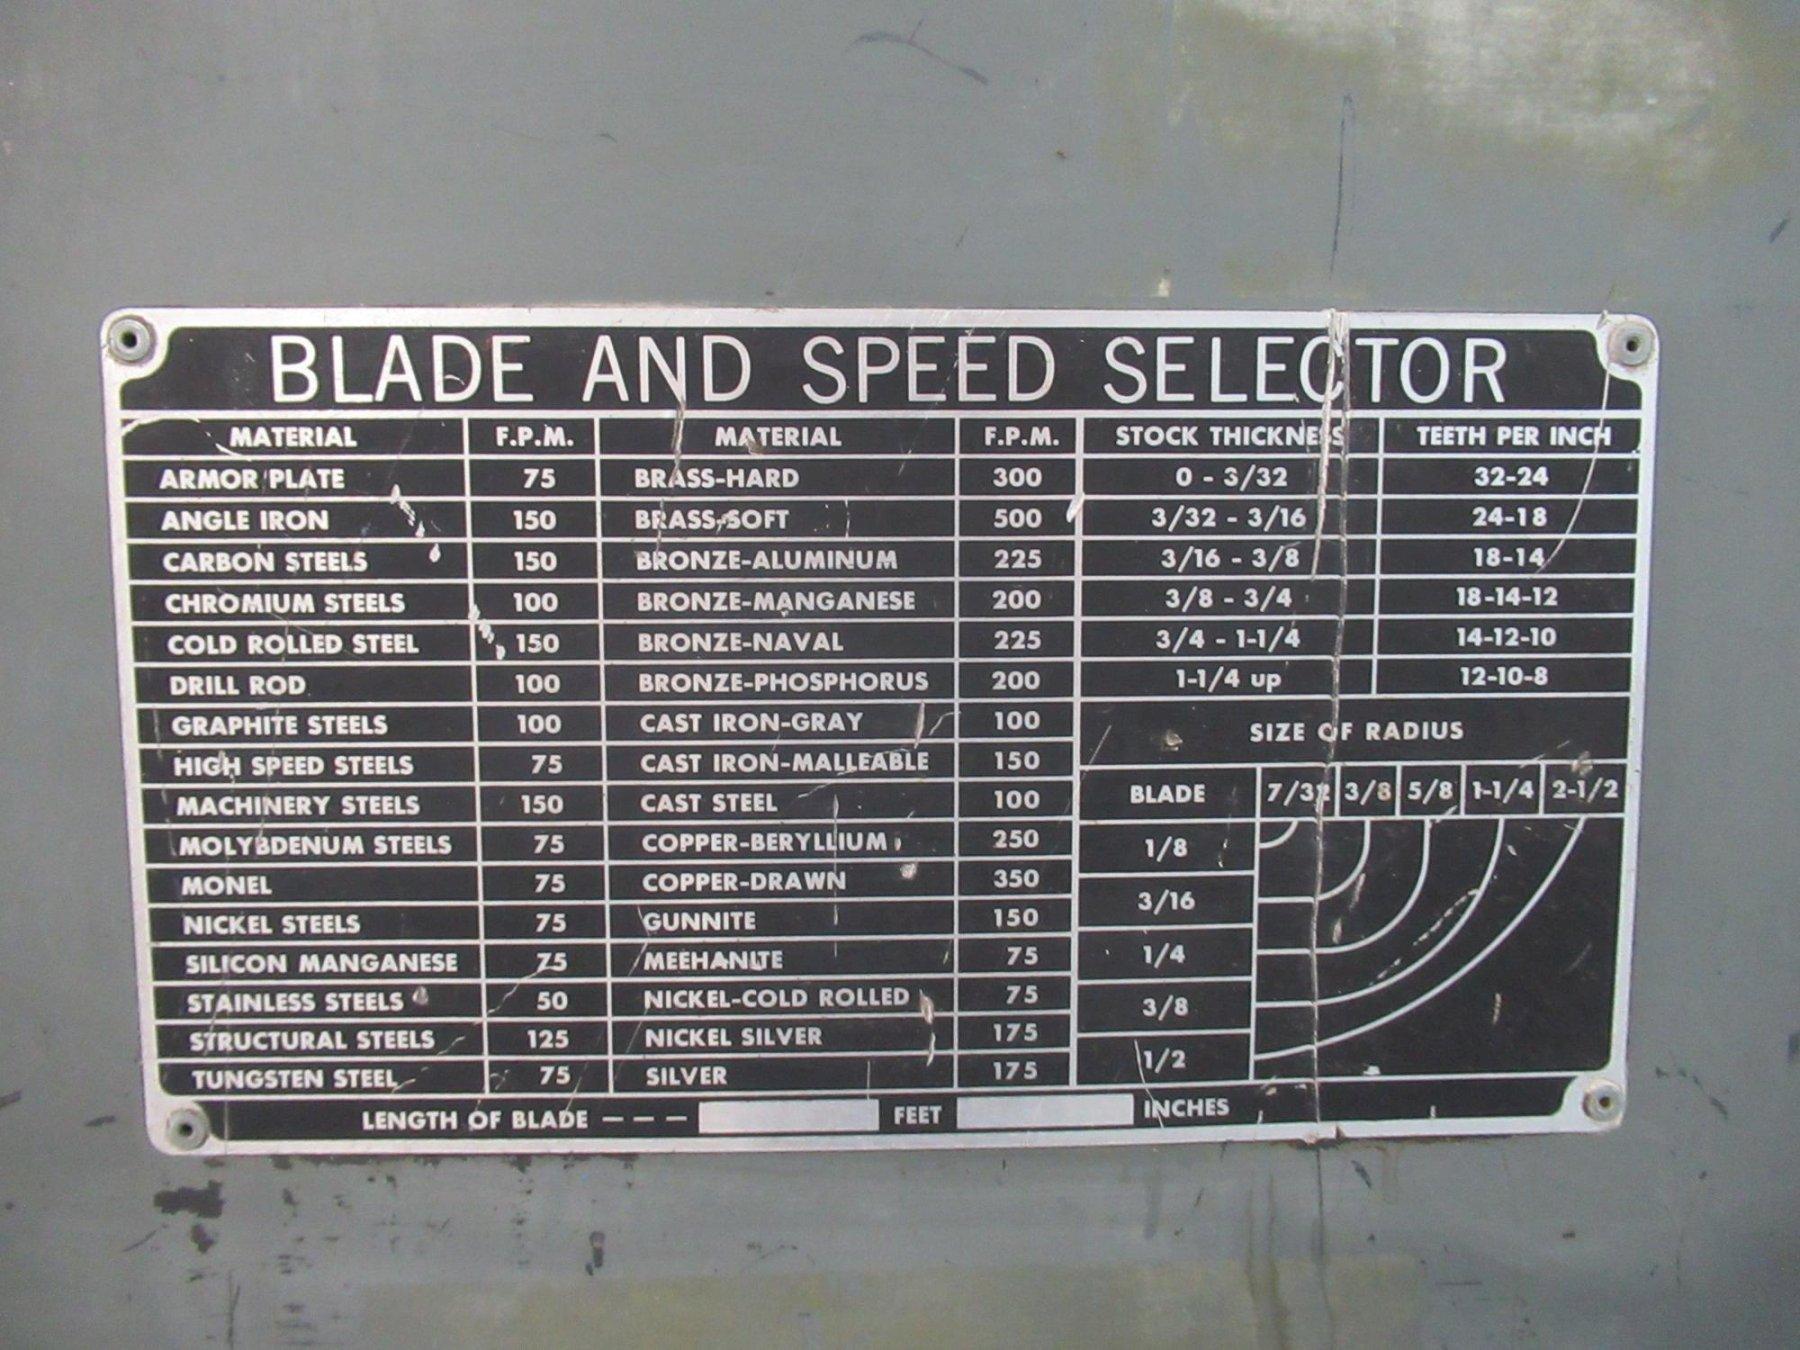 BLADE AND SPEED SELECTOR
MATERIAL F.P.M. MATERIAL F.P.M. STOCK THICKNESS TEETH PER INCH
ARMOR PLATE 75 BRASS-HARD 300 0 - 3/32 32-24
ANGLE IRON 150 BRASS-SOFT 500 3/32 - 3/16 24-18
CARBON STEELS 150 BRONZE-ALUMINUM 225 3/16 - 3/8 18-14
CHROMIUM STEELS 100 BRONZE-MANGANESE 200 3/8 - 3/4 18-14-12
COLD ROLLED STEEL 150 BRONZE-NAVAL 225 3/4 - 1-1/4 14-12-10
DRILL ROD 100 BRONZE-PHOSPHORUS 200 1-1/4 up 12-10-8
GRAPHITE STEELS 100 CAST IRON-GRAY 100 SIZE OF RADIUS
HIGH SPEED STEELS 75 CAST IRON-MALLEABLE 150
MACHINERY STEELS 150 CAST STEEL 100 BLADE 7/32 3/8 5/8 1-1/4 2-1/2
MOLYBDENUM STEELS 75 COPPER-BERYLLIUM 250 1/8
MONEL 75 COPPER-DRAWN 350 3/16
NICKEL STEELS 75 GUNNITE 150
SILICON MANGANESE 75 MEEHANITE 75 1/4
STAINLESS STEELS 50 NICKEL-COLD ROLLED 75 3/8
STRUCTURAL STEELS 125 NICKEL SILVER 175
TUNGSTEN STEEL 75 SILVER 175 1/2
LENGTH OF BLADE - - - FEET INCHES